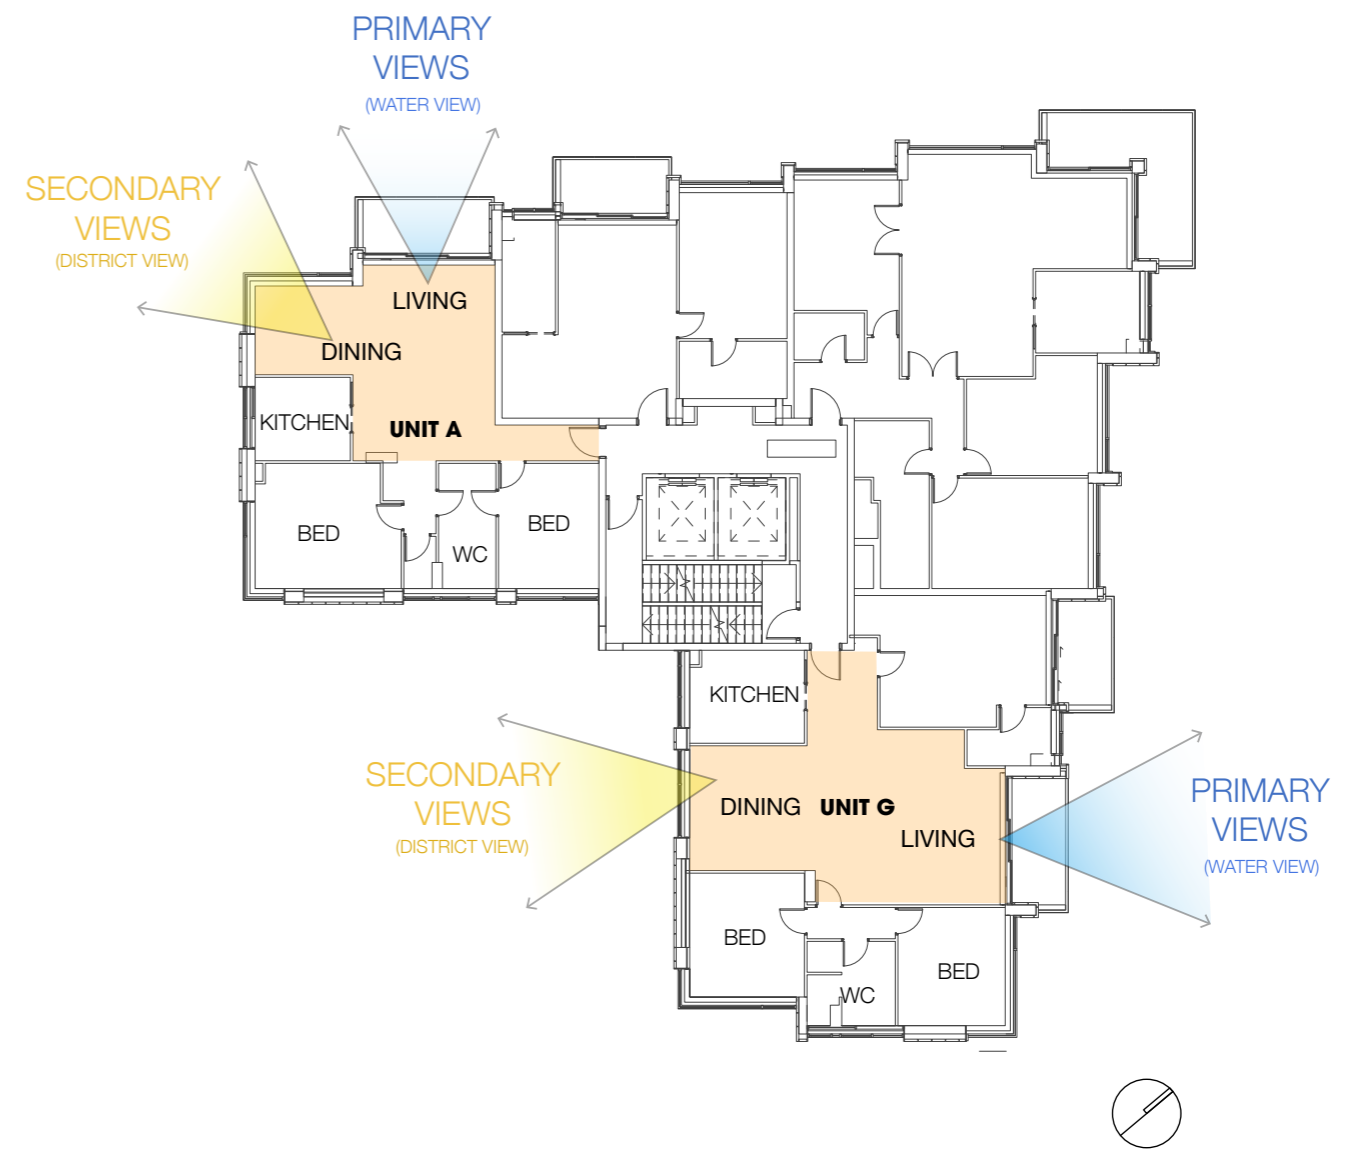 PRIMARY
VIEWS
(WATER VIEW)
SECONDARY
VIEWS
(DISTRICT VIEW)
LIVING
DINING
KITCHEN
UNIT A
BED
WC
BED
KITCHEN
SECONDARY
VIEWS
(DISTRICT VIEW)
DINING
UNIT G
LIVING
PRIMARY
VIEWS
(WATER VIEW)
BED
WC
BED